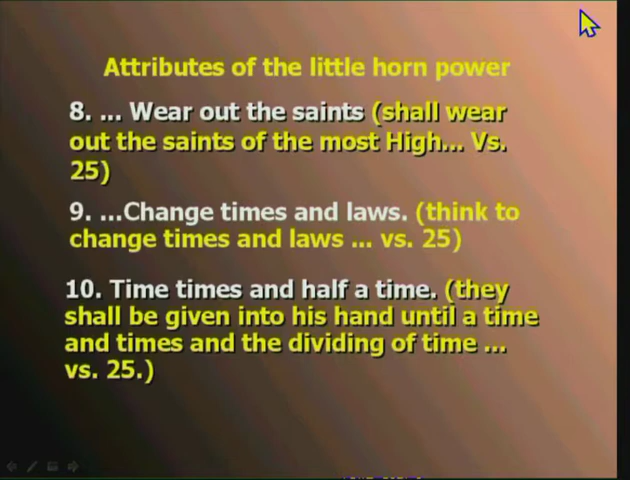 Attributes of the little horn power
8. ... Wear out the saints (shall wear
out the saints of the most High... Vs.
25)
9. ...Change times and laws. (think to
change times and laws ... vs. 25)
10. Time times and half a time. (they
shall be given into his hand until a time
and times and the dividing of time ...
vs. 25.)